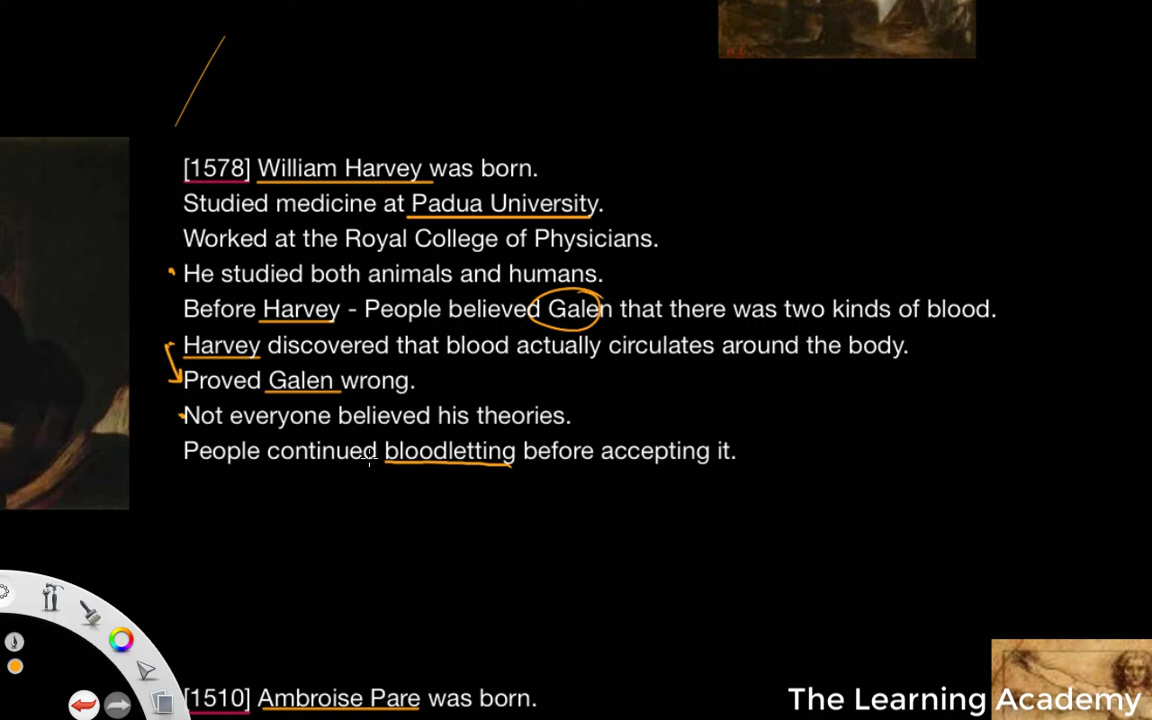 [1578] William Harvey was born.
Studied medicine at Padua University.
Worked at the Royal College of Physicians.
He studied both animals and humans.
Before Harvey - People believed Galen that there was two kinds of blood.
Harvey discovered that blood actually circulates around the body.
Proved Galen wrong.
Not everyone believed his theories.
People continued bloodletting before accepting it.
[1510] Ambroise Pare was born.
The Learning Academy